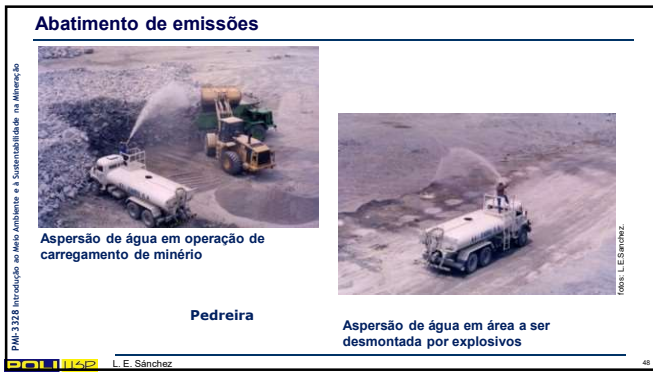 Abatimento de emissões
PMI-3328 Introdução ao Meio Ambiente e à Sustentabilidade na Mineração
Aspersão de água em operação de
carregamento de minério
fotos: L.E.Sanchez.
Pedreira
Aspersão de água em área a ser
desmontada por explosivos
POLI USP
L. E. Sánchez
48